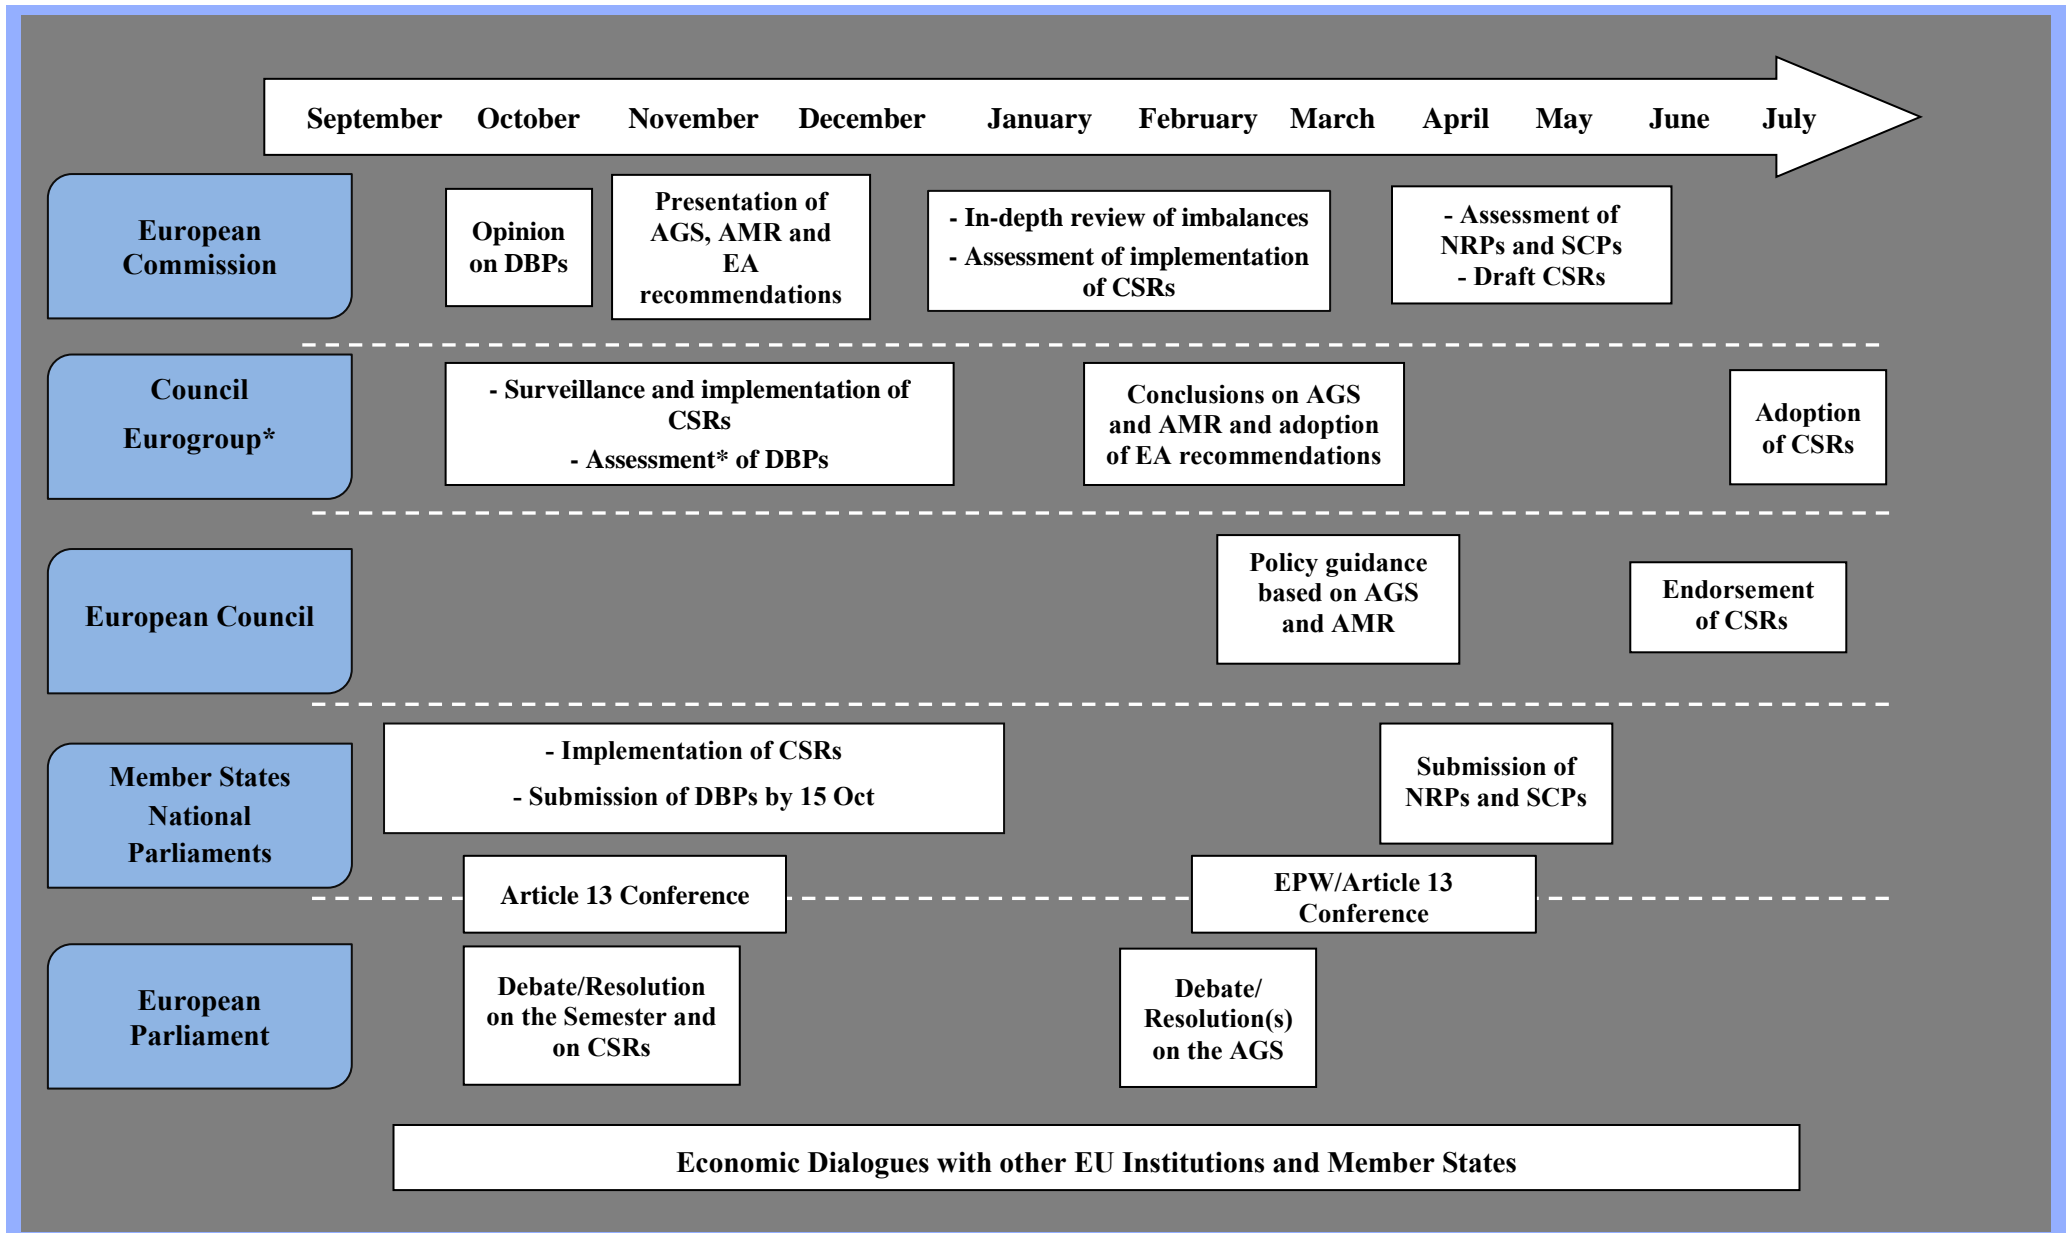 September October November December January February March April May June July
European
Commission
Opinion
on DBPs
Presentation of
AGS, AMR and
EA
recommendations
- In-depth review of imbalances
- Assessment of implementation
of CSRs
- Assessment of
NRPs and SCPs
- Draft CSRs
Council
Eurogroup*
- Surveillance and implementation of
CSRs
- Assessment* of DBPs
Conclusions on AGS
and AMR and adoption
of EA recommendations
Adoption
of CSRs
European Council
Policy guidance
based on AGS
and AMR
Endorsement
of CSRs
Member States
National
Parliaments
- Implementation of CSRs
- Submission of DBPs by 15 Oct
Submission of
NRPs and SCPs
Article 13 Conference
EPW/Article 13
Conference
European
Parliament
Debate/Resolution
on the Semester and
on CSRs
Debate/
Resolution(s)
on the AGS
Economic Dialogues with other EU Institutions and Member States